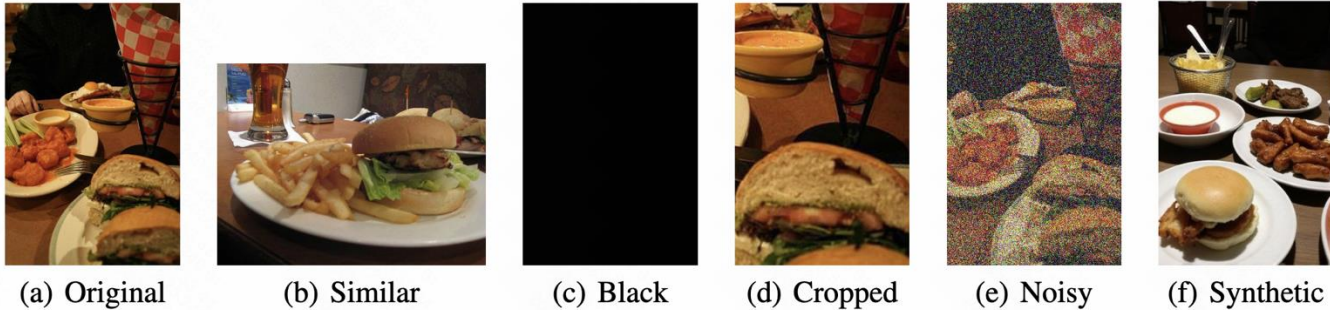 (a) Original
(b) Similar
(c) Black
(d) Cropped
(e) Noisy
(f) Synthetic